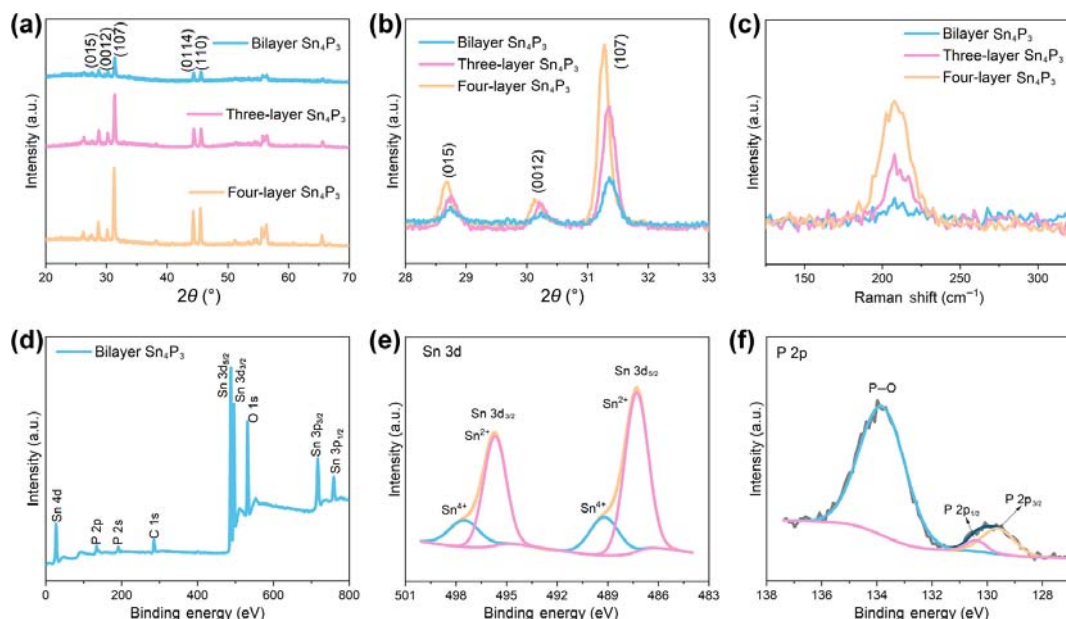 (a)
(015)
(0012)
(107)
(0114)
(110)
Bilayer Sn₄P₃
Three-layer Sn₄P₃
Four-layer Sn₄P₃
Intensity (a.u.)
20 30 40 50 60 70
2θ (°)
(b)
Bilayer Sn₄P₃
Three-layer Sn₄P₃
Four-layer Sn₄P₃
(107)
(015)
(0012)
Intensity (a.u.)
28 29 30 31 32 33
2θ (°)
(c)
Bilayer Sn₄P₃
Three-layer Sn₄P₃
Four-layer Sn₄P₃
Intensity (a.u.)
150 200 250 300
Raman shift (cm⁻¹)
(d)
Bilayer Sn₄P₃
Sn 4d
P 2p
P 2s
C 1s
Sn 3d₅/₂
Sn 3d₃/₂
O 1s
Sn 3p₃/₂
Sn 3p₁/₂
Intensity (a.u.)
0 200 400 600 800
Binding energy (eV)
(e)
Sn 3d
Sn 3d₅/₂
Sn²⁺
Sn 3d₃/₂
Sn²⁺
Sn⁴⁺
Sn⁴⁺
Intensity (a.u.)
501 498 495 492 489 486 483
Binding energy (eV)
(f)
P 2p
P–O
P 2p₁/₂
P 2p₃/₂
Intensity (a.u.)
138 136 134 132 130 128
Binding energy (eV)